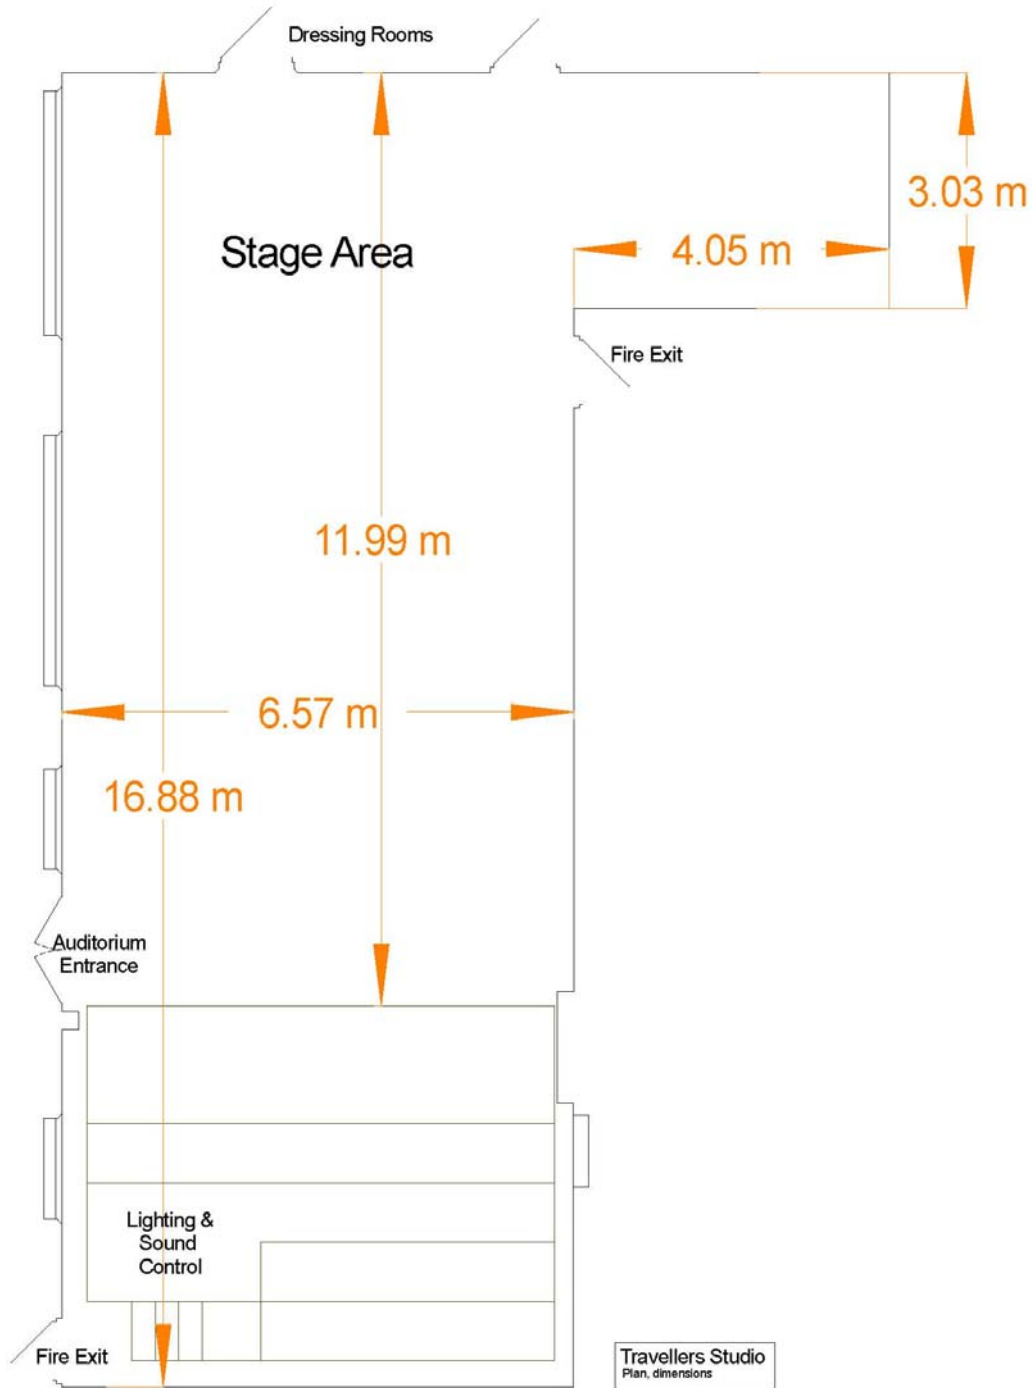 Dressing Rooms
3.03 m
Stage Area
4.05 m
Fire Exit
11.99 m
6.57 m
16.88 m
Auditorium
Entrance
Lighting &
Sound
Control
Fire Exit
Travellers Studio
Plan, dimensions